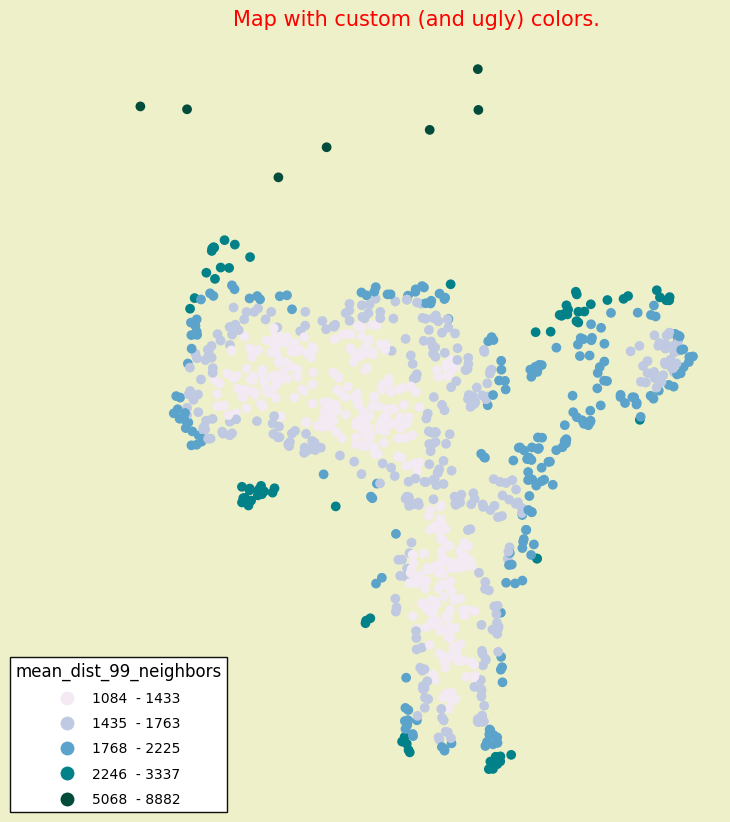 Map with custom (and ugly) colors.
mean_dist_99_neighbors
1084 - 1433
1435 - 1763
1768 - 2225
2246 - 3337
5068 - 8882